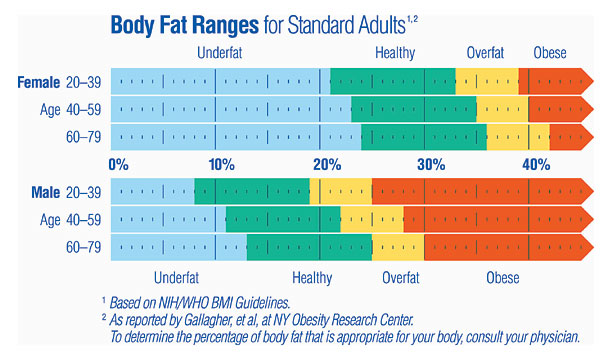 Body Fat Ranges for Standard Adults1,2
Underfat Healthy Overfat Obese
Female 20–39
Age 40–59
60–79
0% 10% 20% 30% 40%
Male 20–39
Age 40–59
60–79
Underfat Healthy Overfat Obese
1 Based on NIH/WHO BMI Guidelines.
2 As reported by Gallagher, et al, at NY Obesity Research Center.
To determine the percentage of body fat that is appropriate for your body, consult your physician.